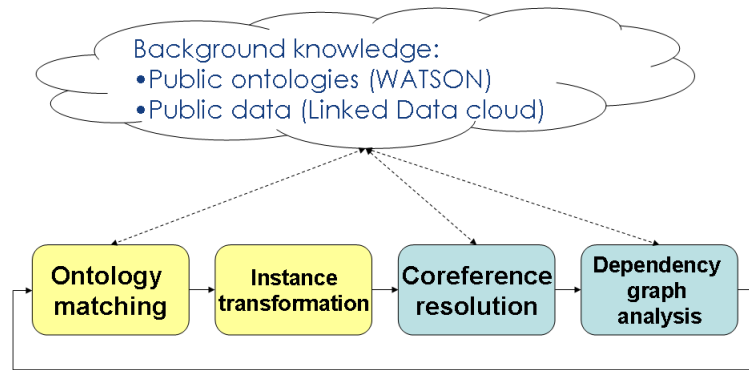 Background knowledge:
•Public ontologies (WATSON)
•Public data (Linked Data cloud)
Ontology
matching
Instance
transformation
Coreference
resolution
Dependency
graph
analysis